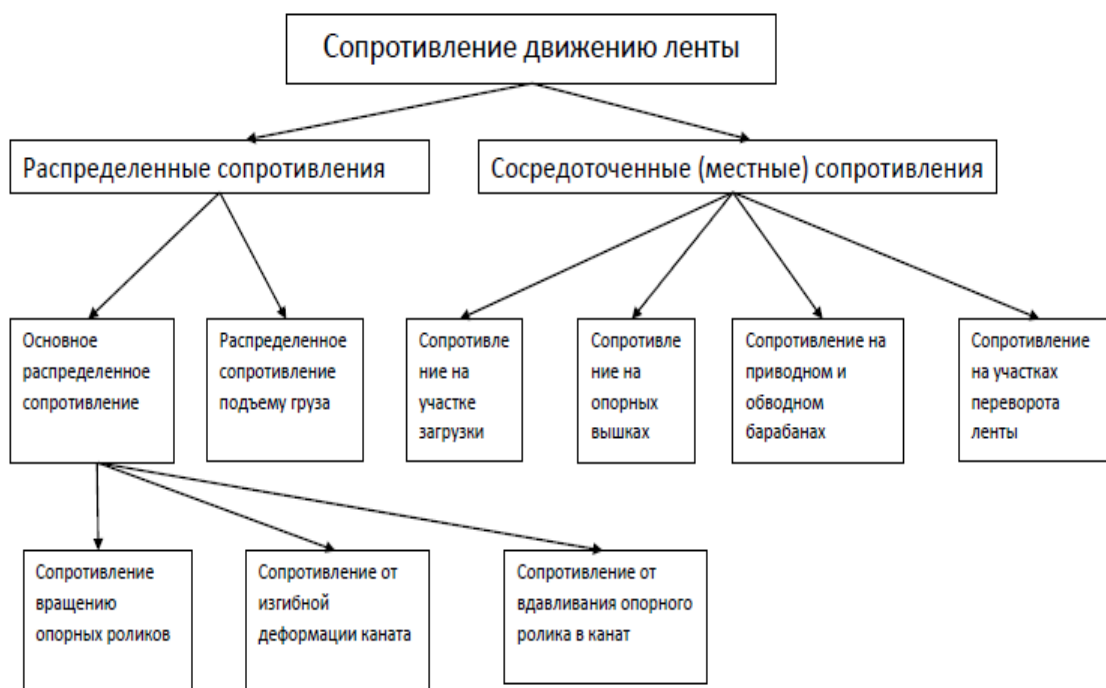 Сопротивление движению ленты
Распределенные сопротивления
Сосредоточенные (местные) сопротивления
Основное
распределенное
сопротивление
Распределенное
сопротивление
подъему груза
Сопротивле
ние на
участке
загрузки
Сопротивле
ние на
опорных
вышках
Сопротивление на
приводном и
обводном
барабанах
Сопротивление
на участках
переворота
ленты
Сопротивление
вращению
опорных роликов
Сопротивление от
изгибной
деформации каната
Сопротивление от
вдавливания опорного
ролика в канат